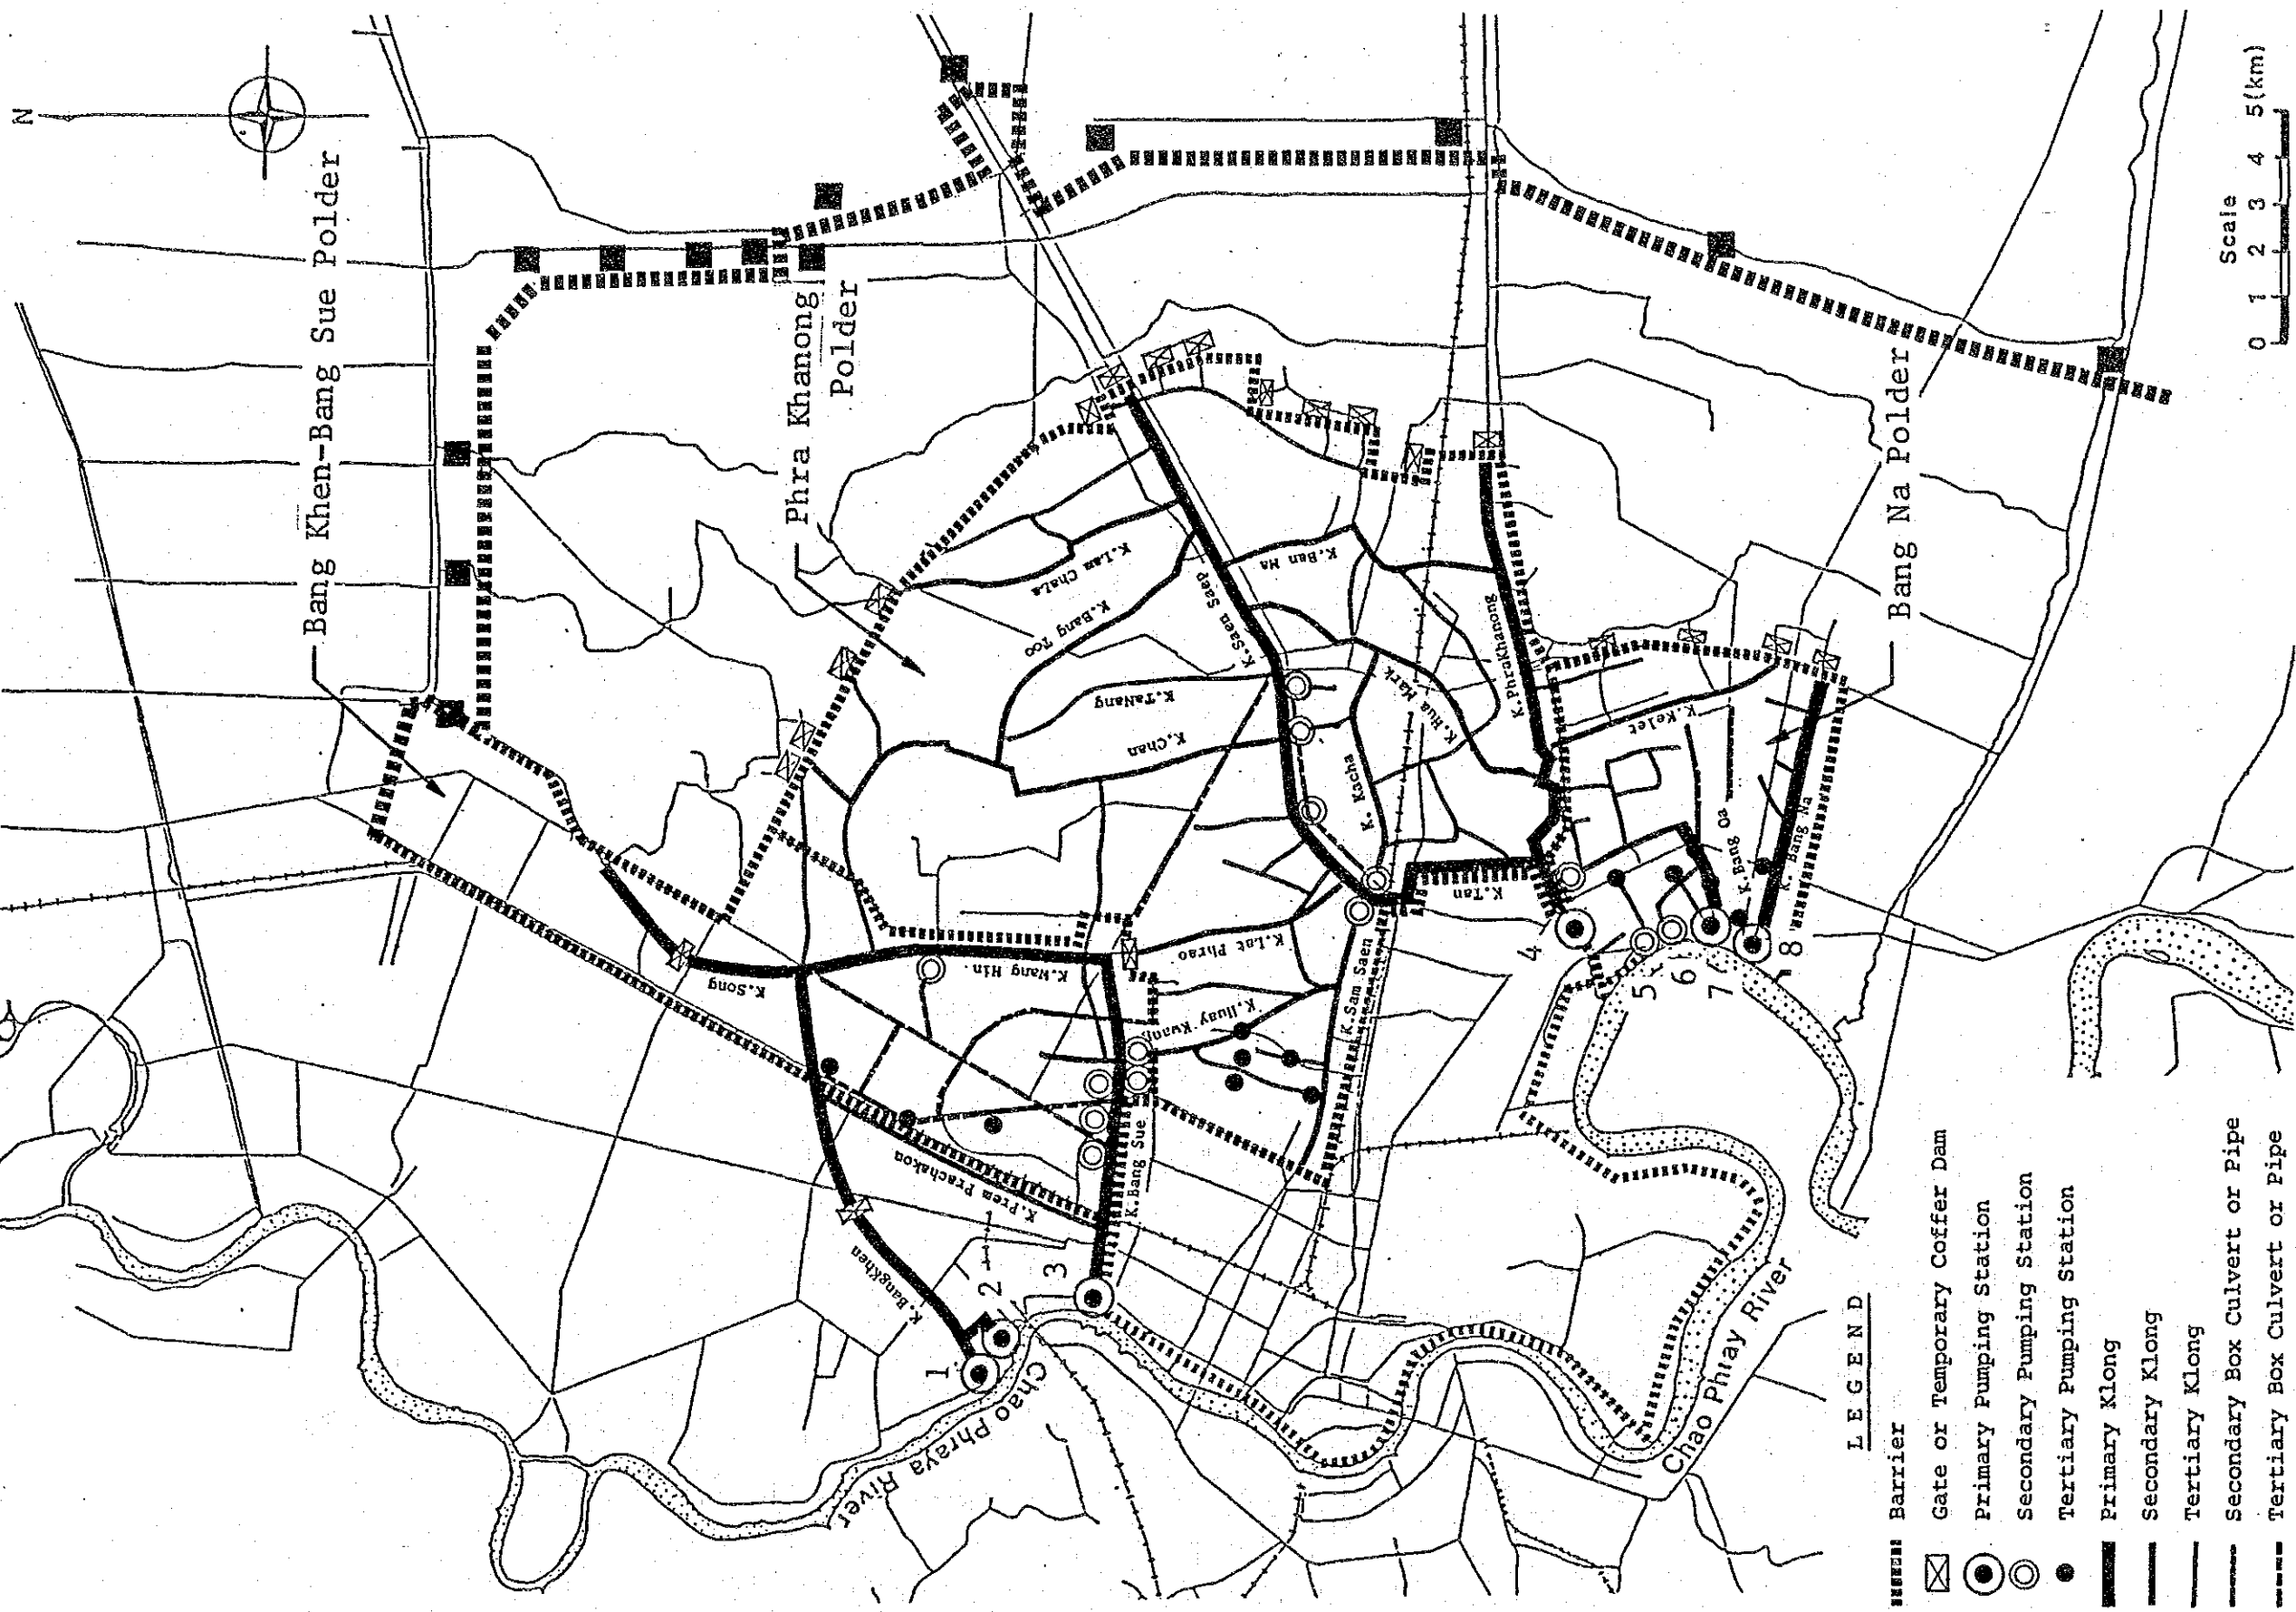 N
Bang Khen-Bang Sue Polder
Phra Khanong
Polder
Bang Na Polder
K.Song
K.Wang Hin
K.BangKhen
K.Prem Prachakon
K.Bang Sue
K.Lat Phrao
K.Huay Kwang
K.Sam Saen
K.Tan
K.Chan
K.TaNang
K.Bang Too
K.Lam Chala
K.Saen Saep
K.Ban Ma
K.Hua Mark
K. Kacha
K.PhraKhanong
K.Kelet
K.Bang Oa
K. Bang Na
1
2
3
4
5
6
7
8
Chao Phraya River
Chao Phray River
Scale
0 1 2 3 4 5(km)
LEGEND
Barrier
Gate or Temporary Coffer Dam
Primary Pumping Station
Secondary Pumping Station
Tertiary Pumping Station
Primary Klong
Secondary Klong
Tertiary Klong
Secondary Box Culvert or Pipe
Tertiary Box Culvert or Pipe